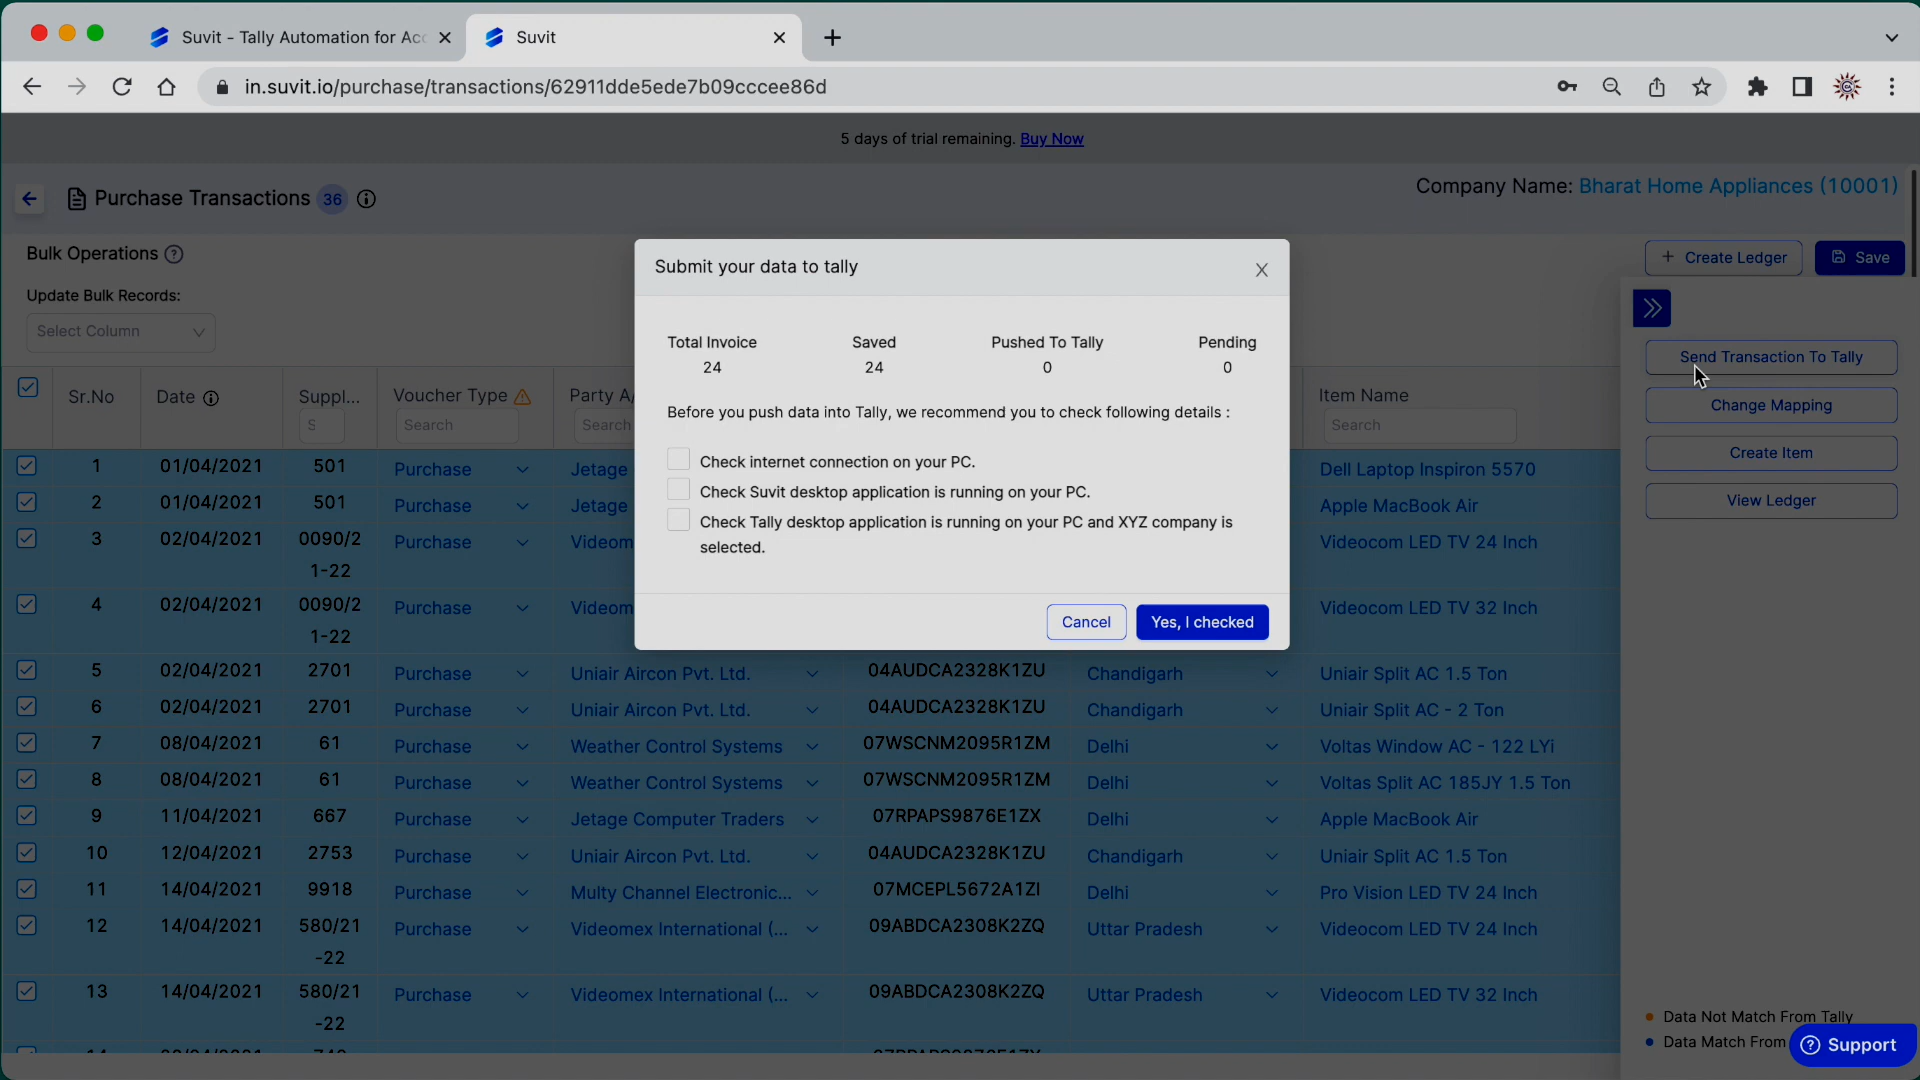 Suvit - Tally Automation for Acc
Suvit
in.suvit.io/purchase/transactions/62911dde5ede7b09cccee86d
5 days of trial remaining. Buy Now
Purchase Transactions 36
Company Name: Bharat Home Appliances (10001)
Bulk Operations
+ Create Ledger
Save
Update Bulk Records:
Select Column
Submit your data to tally
Total Invoice Saved Pushed To Tally Pending
24 24 0 0
Before you push data into Tally, we recommend you to check following details :
Check internet connection on your PC.
Check Suvit desktop application is running on your PC.
Check Tally desktop application is running on your PC and XYZ company is
selected.
Cancel
Yes, I checked
Send Transaction To Tally
Change Mapping
Create Item
View Ledger
Sr.No Date Suppl... Voucher Type Party A/ Item Name
S Search Search Search
1 01/04/2021 501 Purchase Jetage Dell Laptop Inspiron 5570
2 01/04/2021 501 Purchase Jetage Apple MacBook Air
3 02/04/2021 0090/2 Purchase Videom Videocom LED TV 24 Inch
1-22
4 02/04/2021 0090/2 Purchase Videom Videocom LED TV 32 Inch
1-22
5 02/04/2021 2701 Purchase Uniair Aircon Pvt. Ltd. 04AUDCA2328K1ZU Chandigarh Uniair Split AC 1.5 Ton
6 02/04/2021 2701 Purchase Uniair Aircon Pvt. Ltd. 04AUDCA2328K1ZU Chandigarh Uniair Split AC - 2 Ton
7 08/04/2021 61 Purchase Weather Control Systems 07WSCNM2095R1ZM Delhi Voltas Window AC - 122 LYi
8 08/04/2021 61 Purchase Weather Control Systems 07WSCNM2095R1ZM Delhi Voltas Split AC 185JY 1.5 Ton
9 11/04/2021 667 Purchase Jetage Computer Traders 07RPAPS9876E1ZX Delhi Apple MacBook Air
10 12/04/2021 2753 Purchase Uniair Aircon Pvt. Ltd. 04AUDCA2328K1ZU Chandigarh Uniair Split AC 1.5 Ton
11 14/04/2021 9918 Purchase Multy Channel Electronic... 07MCEPL5672A1ZI Delhi Pro Vision LED TV 24 Inch
12 14/04/2021 580/21 Purchase Videomex International (... 09ABDCA2308K2ZQ Uttar Pradesh Videocom LED TV 24 Inch
-22
13 14/04/2021 580/21 Purchase Videomex International (... 09ABDCA2308K2ZQ Uttar Pradesh Videocom LED TV 32 Inch
-22
Data Not Match From Tally
Data Match From
Support